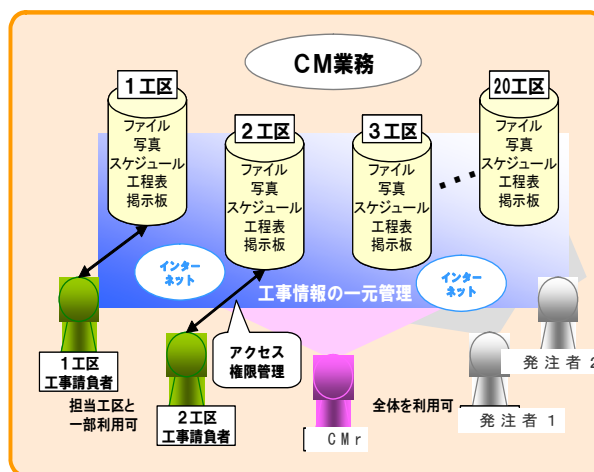 CM業務
1工区
ファイル
写真
スケジュール
工程表
掲示板
2工区
ファイル
写真
スケジュール
工程表
掲示板
3工区
ファイル
写真
スケジュール
工程表
掲示板
20工区
ファイル
写真
スケジュール
工程表
掲示板
インター
ネット
工事情報の一元管理
インター
ネット
アクセス
権限管理
1工区
工事請負者
担当工区と
一部利用可
2工区
工事請負者
CMr
全体を利用可
発注者1
発注者2